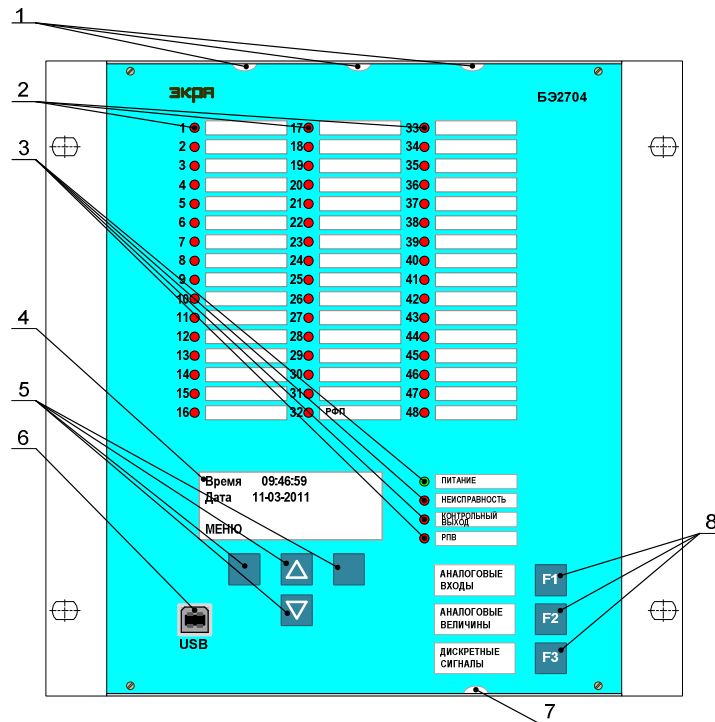 1
2
3
4
5
6
экра
БЭ2704
1 17 33
2 18 34
3 19 35
4 20 36
5 21 37
6 22 38
7 23 39
8 24 40
9 25 41
10 26 42
11 27 43
12 28 44
13 29 45
14 30 46
15 31 47
16 32 РФП 48
Время 09:46:59
Дата 11-03-2011
МЕНЮ
ПИТАНИЕ
НЕИСПРАВНОСТЬ
КОНТРОЛЬНЫЙ
ВЫХОД
РПВ
USB
АНАЛОГОВЫЕ
ВХОДЫ
F1
АНАЛОГОВЫЕ
ВЕЛИЧИНЫ
F2
ДИСКРЕТНЫЕ
СИГНАЛЫ
F3
8
7